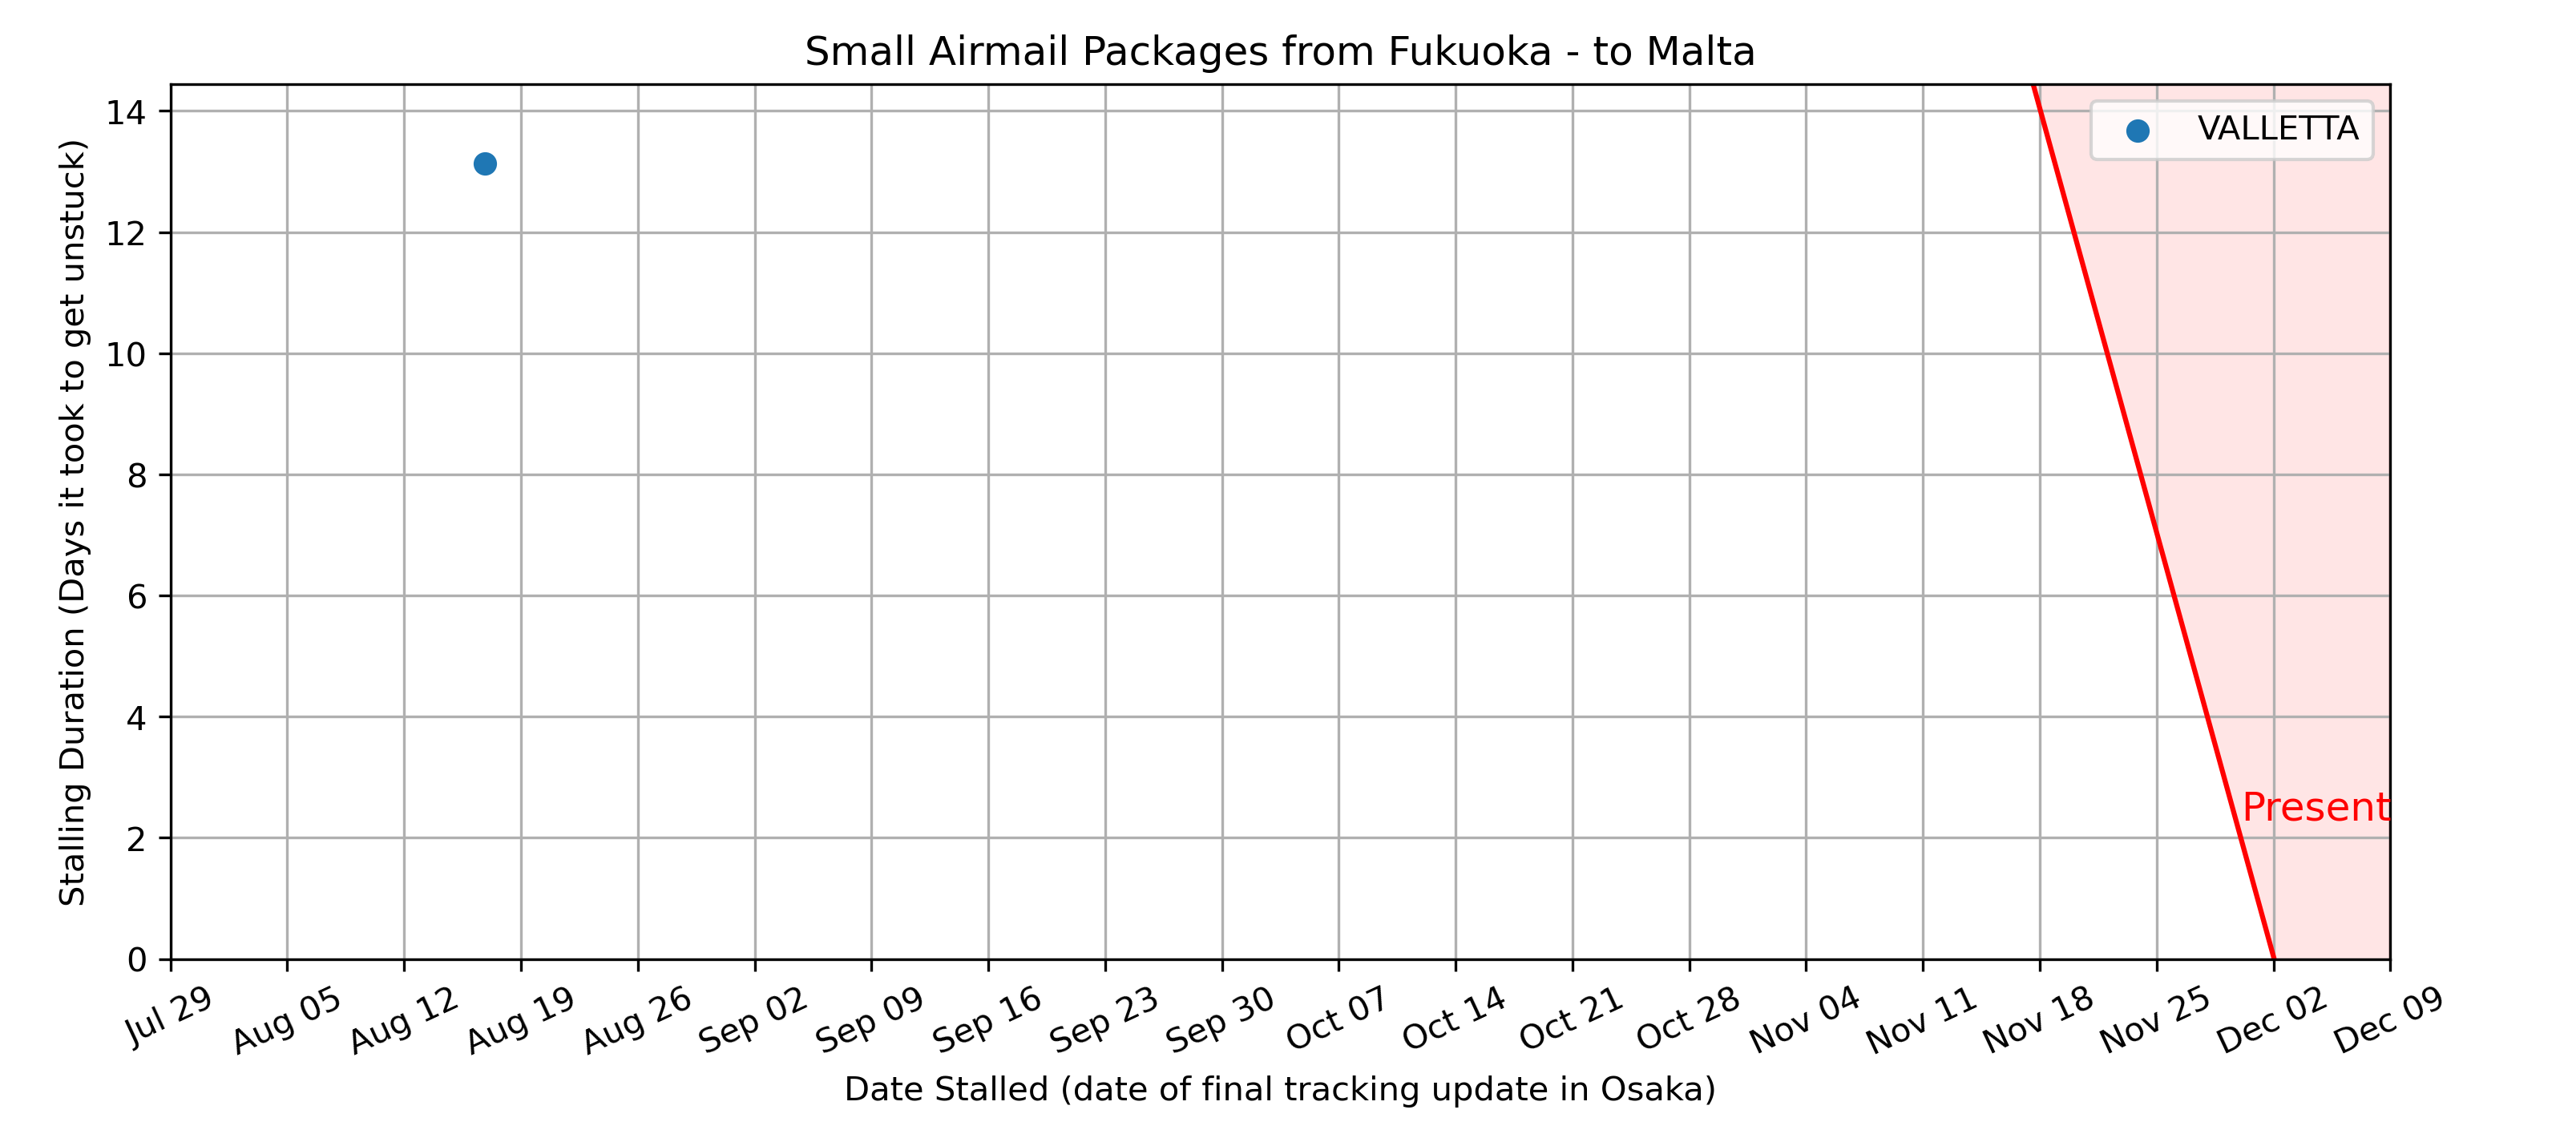 Small Airmail Packages from Fukuoka - to Malta
Stalling Duration (Days it took to get unstuck)
14
12
10
8
6
4
2
0
VALLETTA
Present
Jul 29
Aug 05
Aug 12
Aug 19
Aug 26
Sep 02
Sep 09
Sep 16
Sep 23
Sep 30
Oct 07
Oct 14
Oct 21
Oct 28
Nov 04
Nov 11
Nov 18
Nov 25
Dec 02
Dec 09
Date Stalled (date of final tracking update in Osaka)